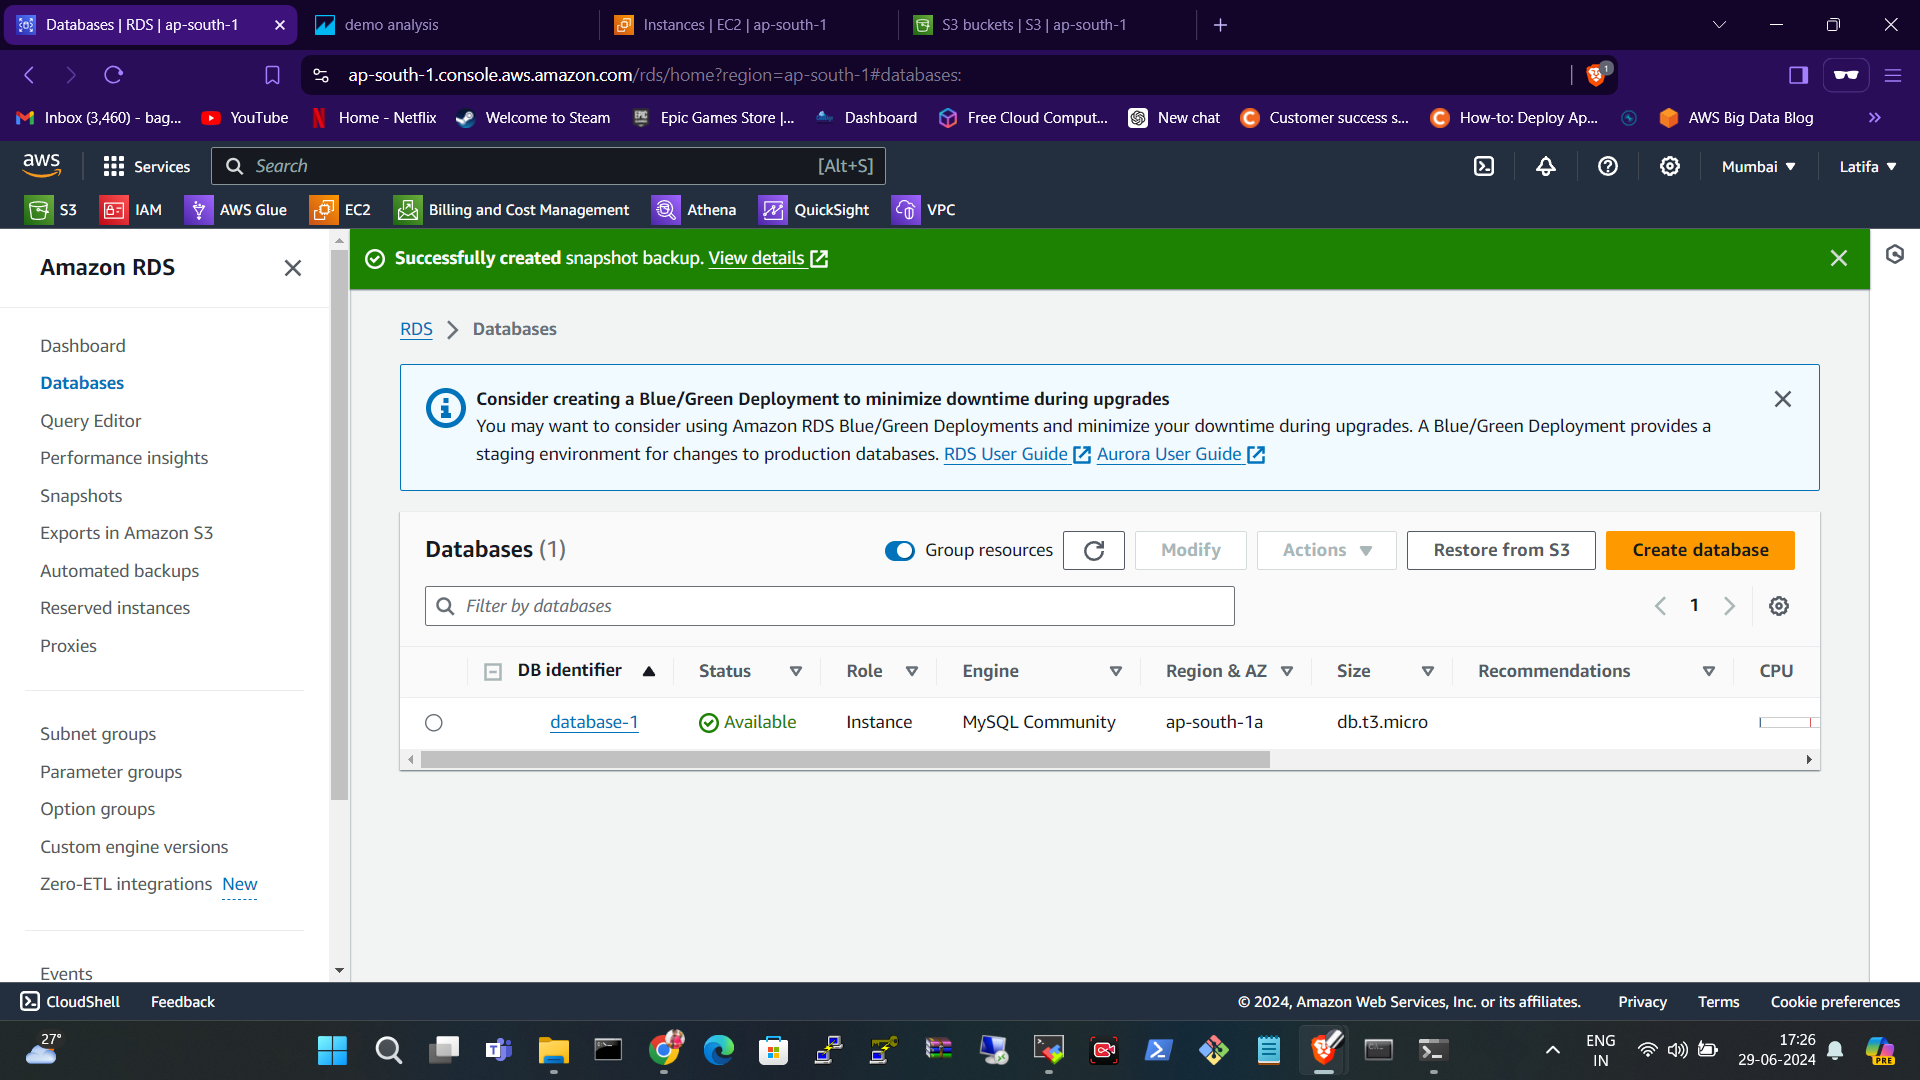 Databases | RDS | ap-south-1
demo analysis
Instances | EC2 | ap-south-1
S3 buckets | S3 | ap-south-1
ap-south-1.console.aws.amazon.com/rds/home?region=ap-south-1#databases:
1
Inbox (3,460) - bag...
YouTube
Home - Netflix
Welcome to Steam
Epic Games Store |...
Dashboard
Free Cloud Comput...
New chat
Customer success s...
How-to: Deploy Ap...
AWS Big Data Blog
aws
Services
Search
[Alt+S]
Mumbai
Latifa
S3
IAM
AWS Glue
EC2
Billing and Cost Management
Athena
QuickSight
VPC
Amazon RDS
Dashboard
Databases
Query Editor
Performance insights
Snapshots
Exports in Amazon S3
Automated backups
Reserved instances
Proxies
Subnet groups
Parameter groups
Option groups
Custom engine versions
Zero-ETL integrations New
Events
Successfully created snapshot backup. View details
RDS > Databases
Consider creating a Blue/Green Deployment to minimize downtime during upgrades
You may want to consider using Amazon RDS Blue/Green Deployments and minimize your downtime during upgrades. A Blue/Green Deployment provides a
staging environment for changes to production databases. RDS User Guide Aurora User Guide
Databases (1)
Group resources
Modify
Actions
Restore from S3
Create database
Filter by databases
1
DB identifier
Status
Role
Engine
Region & AZ
Size
Recommendations
CPU
database-1
Available
Instance
MySQL Community
ap-south-1a
db.t3.micro
CloudShell
Feedback
© 2024, Amazon Web Services, Inc. or its affiliates.
Privacy
Terms
Cookie preferences
27°
ENG
IN
17:26
29-06-2024
PRE